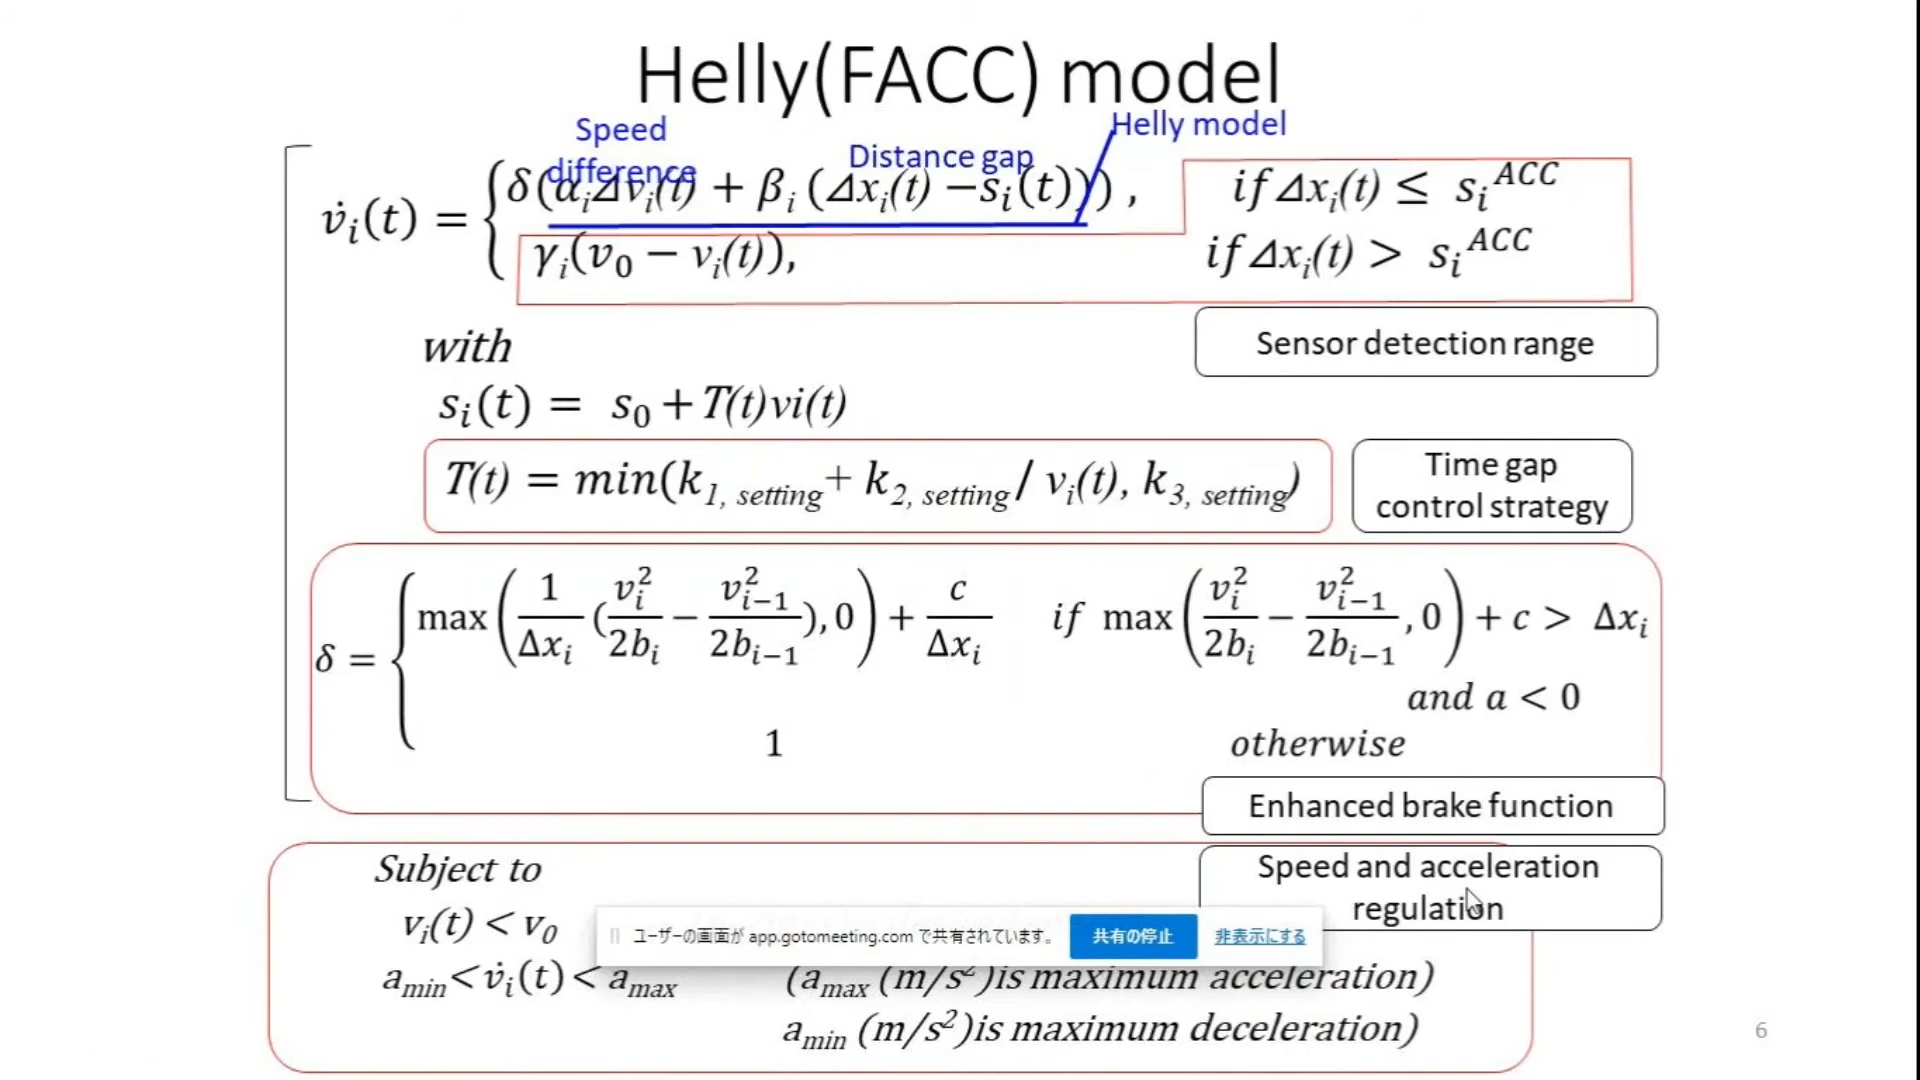 Helly(FACC) model
Speed
difference
Distance gap
Helly model
v̇ᵢ(t) = { δ(αᵢΔvᵢ(t) + βᵢ (Δxᵢ(t) −sᵢ(t))) , if Δxᵢ(t) ≤ sᵢ^ACC
γᵢ(v₀ − vᵢ(t)), if Δxᵢ(t) > sᵢ^ACC
Sensor detection range
with
sᵢ(t) = s₀ + T(t)vi(t)
T(t) = min(k_1, setting + k_2, setting / vᵢ(t), k_3, setting)
Time gap
control strategy
δ = { max(1/Δxᵢ (vᵢ²/2bᵢ − vᵢ₋₁²/2bᵢ₋₁), 0) + c/Δxᵢ if max(vᵢ²/2bᵢ − vᵢ₋₁²/2bᵢ₋₁, 0) + c > Δxᵢ
and a < 0
1 otherwise
Enhanced brake function
Speed and acceleration
regulation
Subject to
vᵢ(t) < v₀
ユーザーの画面が app.gotomeeting.com で共有されています。 共有の停止 非表示にする
a_min < v̇ᵢ(t) < a_max (a_max (m/s²)is maximum acceleration)
a_min (m/s²)is maximum deceleration)
6